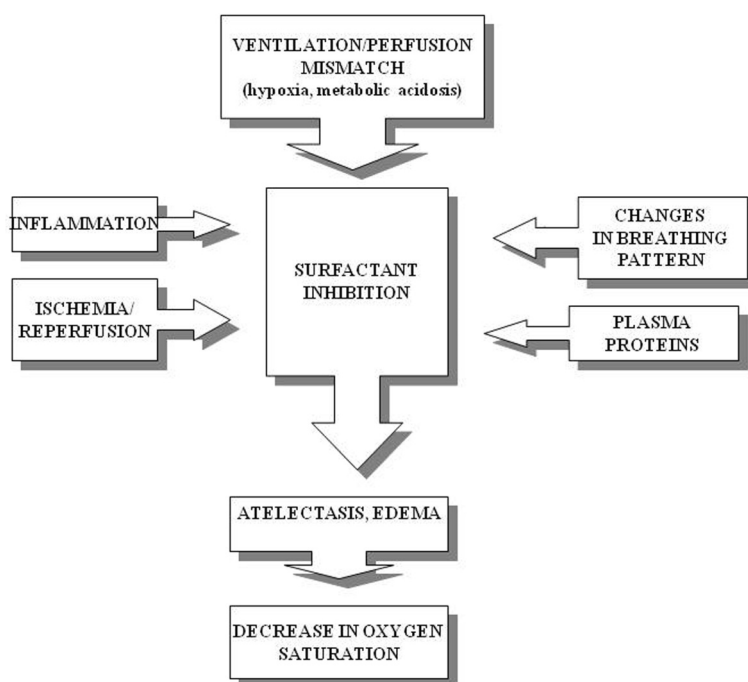 VENTILATION/PERFUSION
MISMATCH
(hypoxia, metabolic acidosis)
INFLAMMATION
ISCHEMIA/
REPERFUSION
SURFACTANT
INHIBITION
CHANGES
IN BREATHING
PATTERN
PLASMA
PROTEINS
ATELECTASIS, EDEMA
DECREASE IN OXYGEN
SATURATION